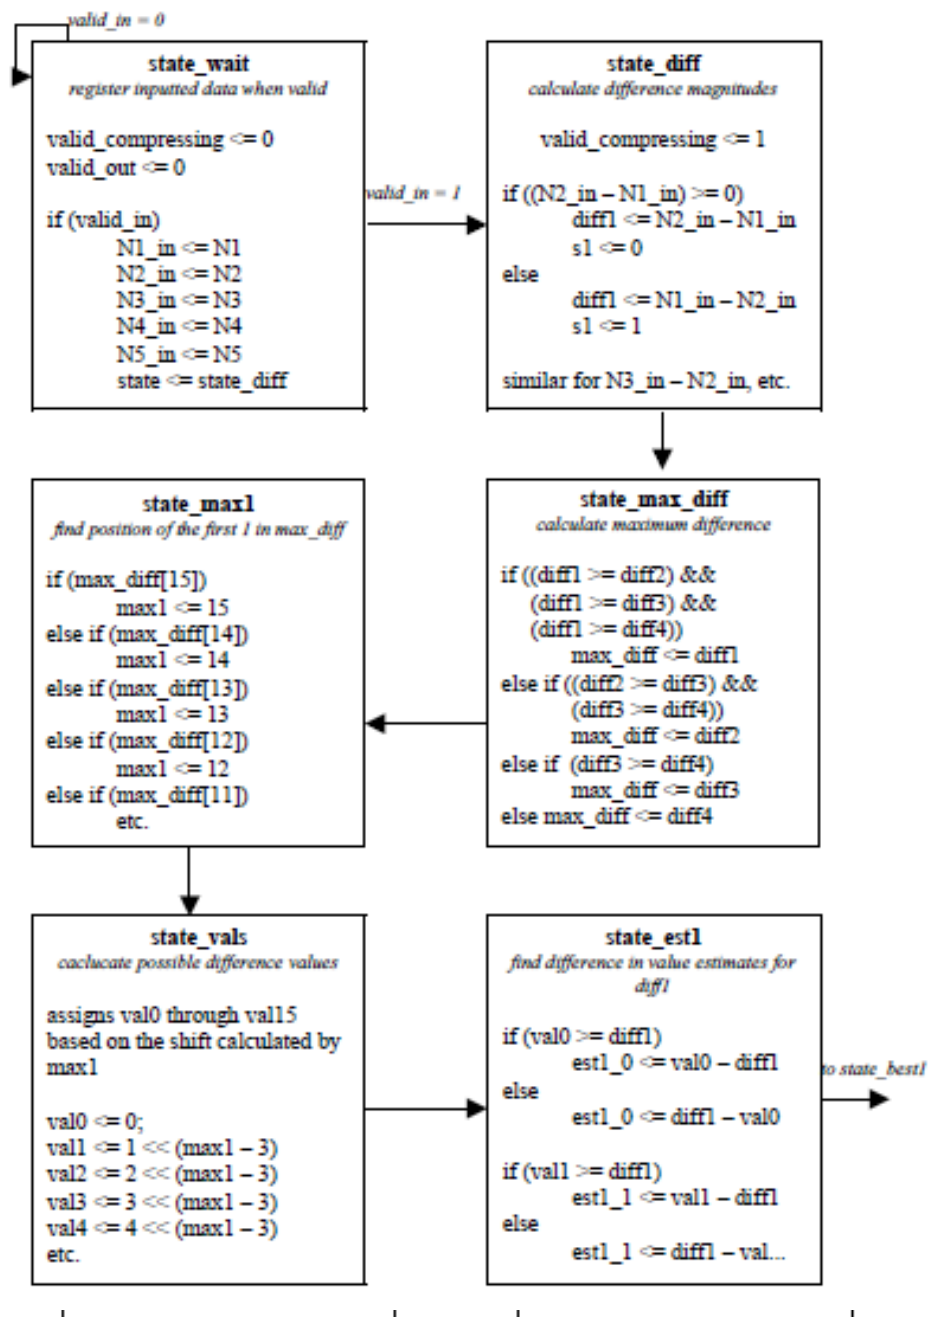 valid_in = 0
state_wait
register inputted data when valid
valid_compressing <= 0
valid_out <= 0
if (valid_in)
N1_in <= N1
N2_in <= N2
N3_in <= N3
N4_in <= N4
N5_in <= N5
state <= state_diff
valid_in = 1
state_diff
calculate difference magnitudes
valid_compressing <= 1
if ((N2_in – N1_in) >= 0)
diff1 <= N2_in – N1_in
s1 <= 0
else
diff1 <= N1_in – N2_in
s1 <= 1
similar for N3_in – N2_in, etc.
state_max_diff
calculate maximum difference
if ((diff1 >= diff2) &&
(diff1 >= diff3) &&
(diff1 >= diff4))
max_diff <= diff1
else if ((diff2 >= diff3) &&
(diff3 >= diff4))
max_diff <= diff2
else if (diff3 >= diff4)
max_diff <= diff3
else max_diff <= diff4
state_max1
find position of the first 1 in max_diff
if (max_diff[15])
max1 <= 15
else if (max_diff[14])
max1 <= 14
else if (max_diff[13])
max1 <= 13
else if (max_diff[12])
max1 <= 12
else if (max_diff[11])
etc.
state_vals
caclucate possible difference values
assigns val0 through val15
based on the shift calculated by
max1
val0 <= 0;
val1 <= 1 << (max1 – 3)
val2 <= 2 << (max1 – 3)
val3 <= 3 << (max1 – 3)
val4 <= 4 << (max1 – 3)
etc.
state_est1
find difference in value estimates for
diff1
if (val0 >= diff1)
est1_0 <= val0 – diff1
else
est1_0 <= diff1 – val0
if (val1 >= diff1)
est1_1 <= val1 – diff1
else
est1_1 <= diff1 – val...
to state_best1